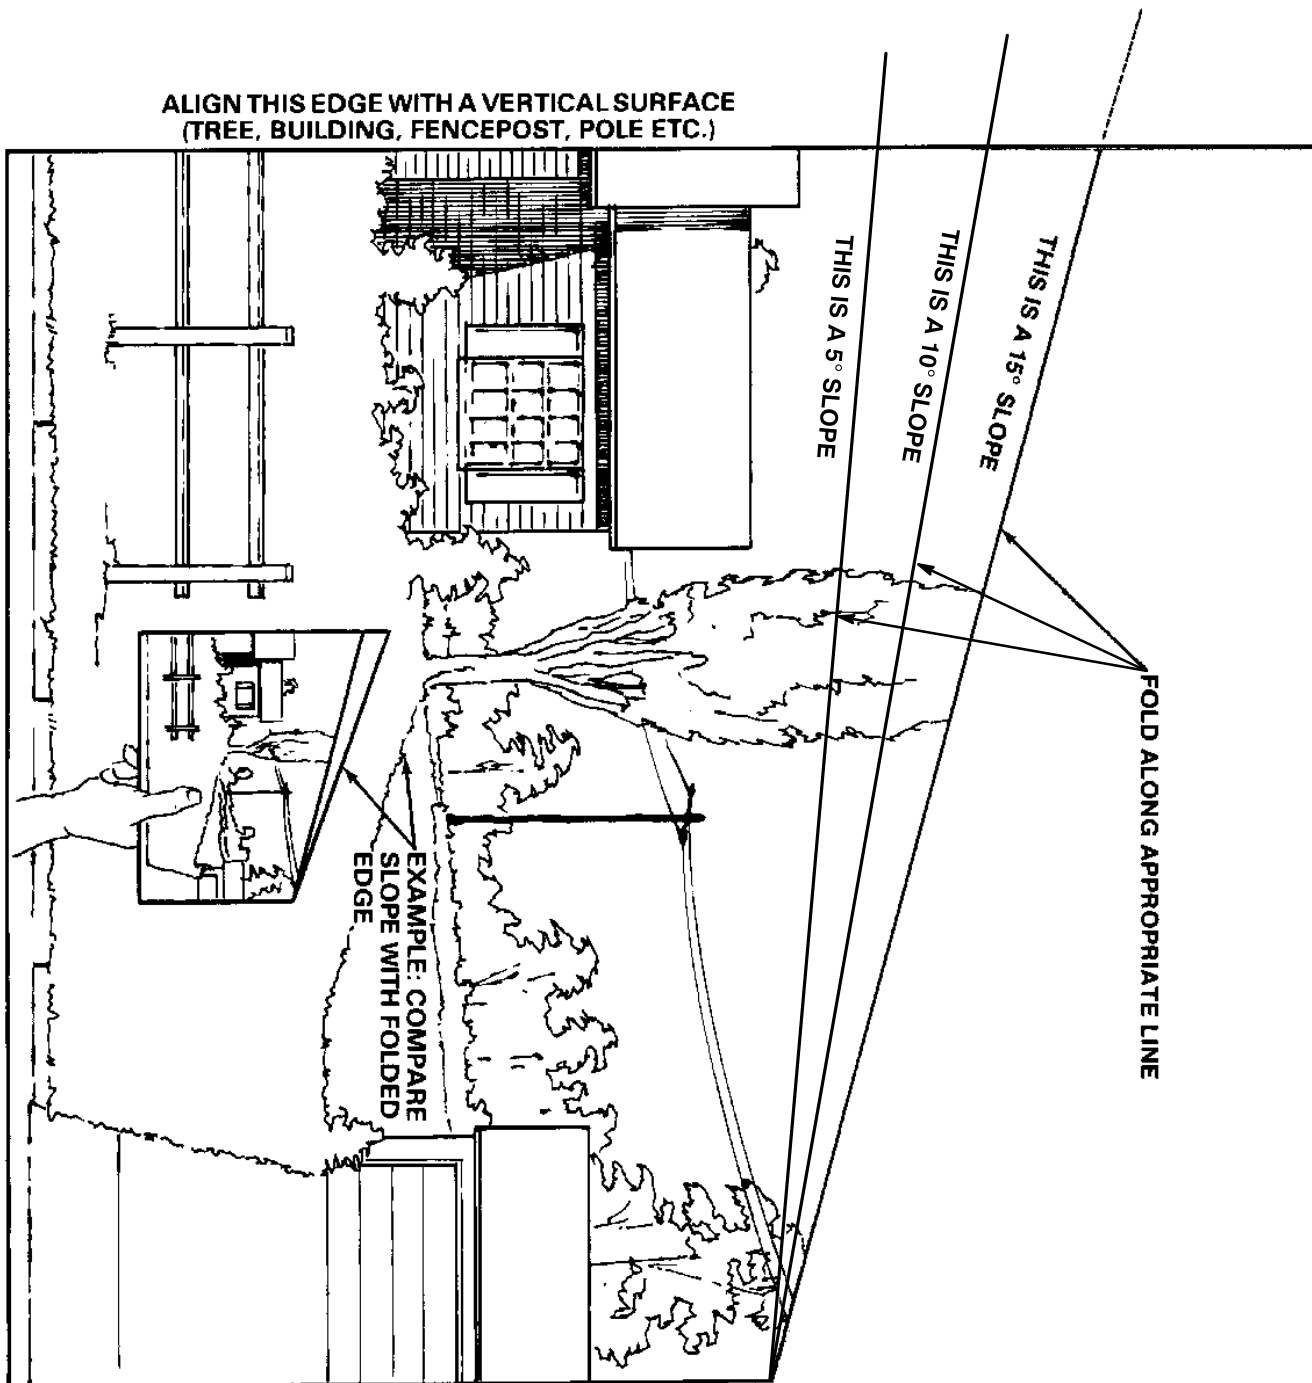 ALIGN THIS EDGE WITH A VERTICAL SURFACE
(TREE, BUILDING, FENCEPOST, POLE ETC.)
THIS IS A 15° SLOPE
THIS IS A 10° SLOPE
THIS IS A 5° SLOPE
FOLD ALONG APPROPRIATE LINE
EXAMPLE: COMPARE
SLOPE WITH FOLDED
EDGE